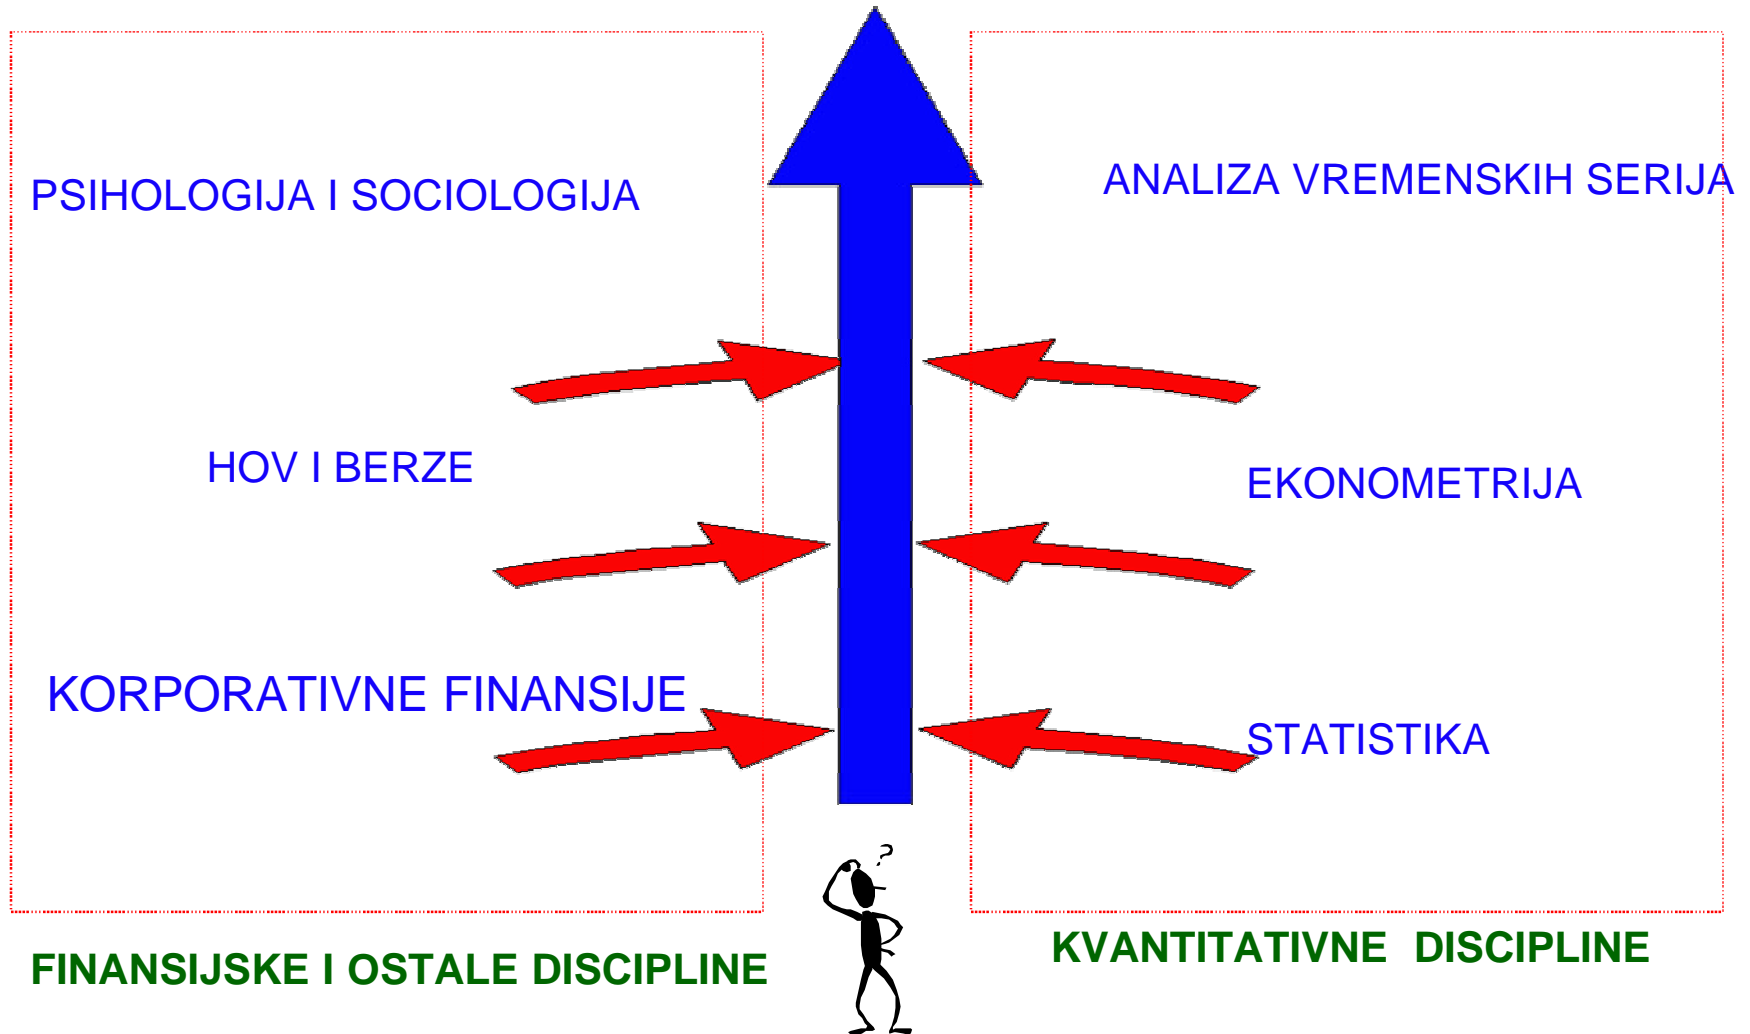 PSIHOLOGIJA I SOCIOLOGIJA
HOV I BERZE
KORPORATIVNE FINANSIJE
FINANSIJSKE I OSTALE DISCIPLINE
ANALIZA VREMENSKIH SERIJA
EKONOMETRIJA
STATISTIKA
KVANTITATIVNE DISCIPLINE
?